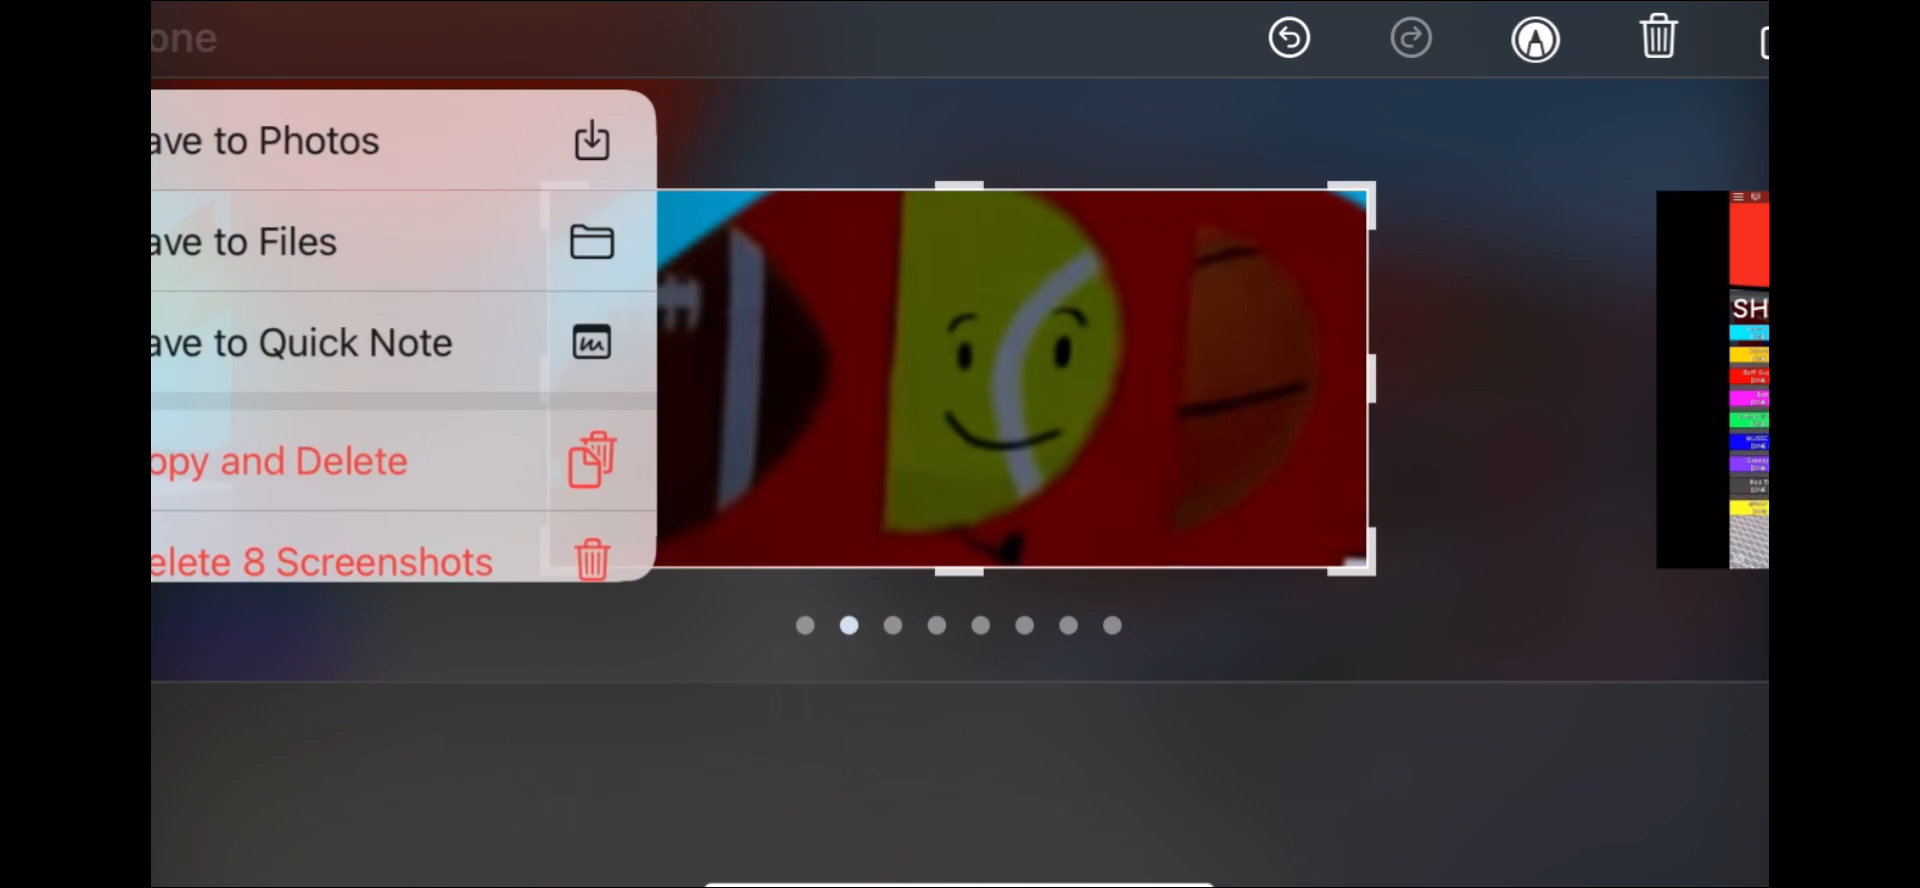 one
ave to Photos
ave to Files
ave to Quick Note
opy and Delete
elete 8 Screenshots
SH